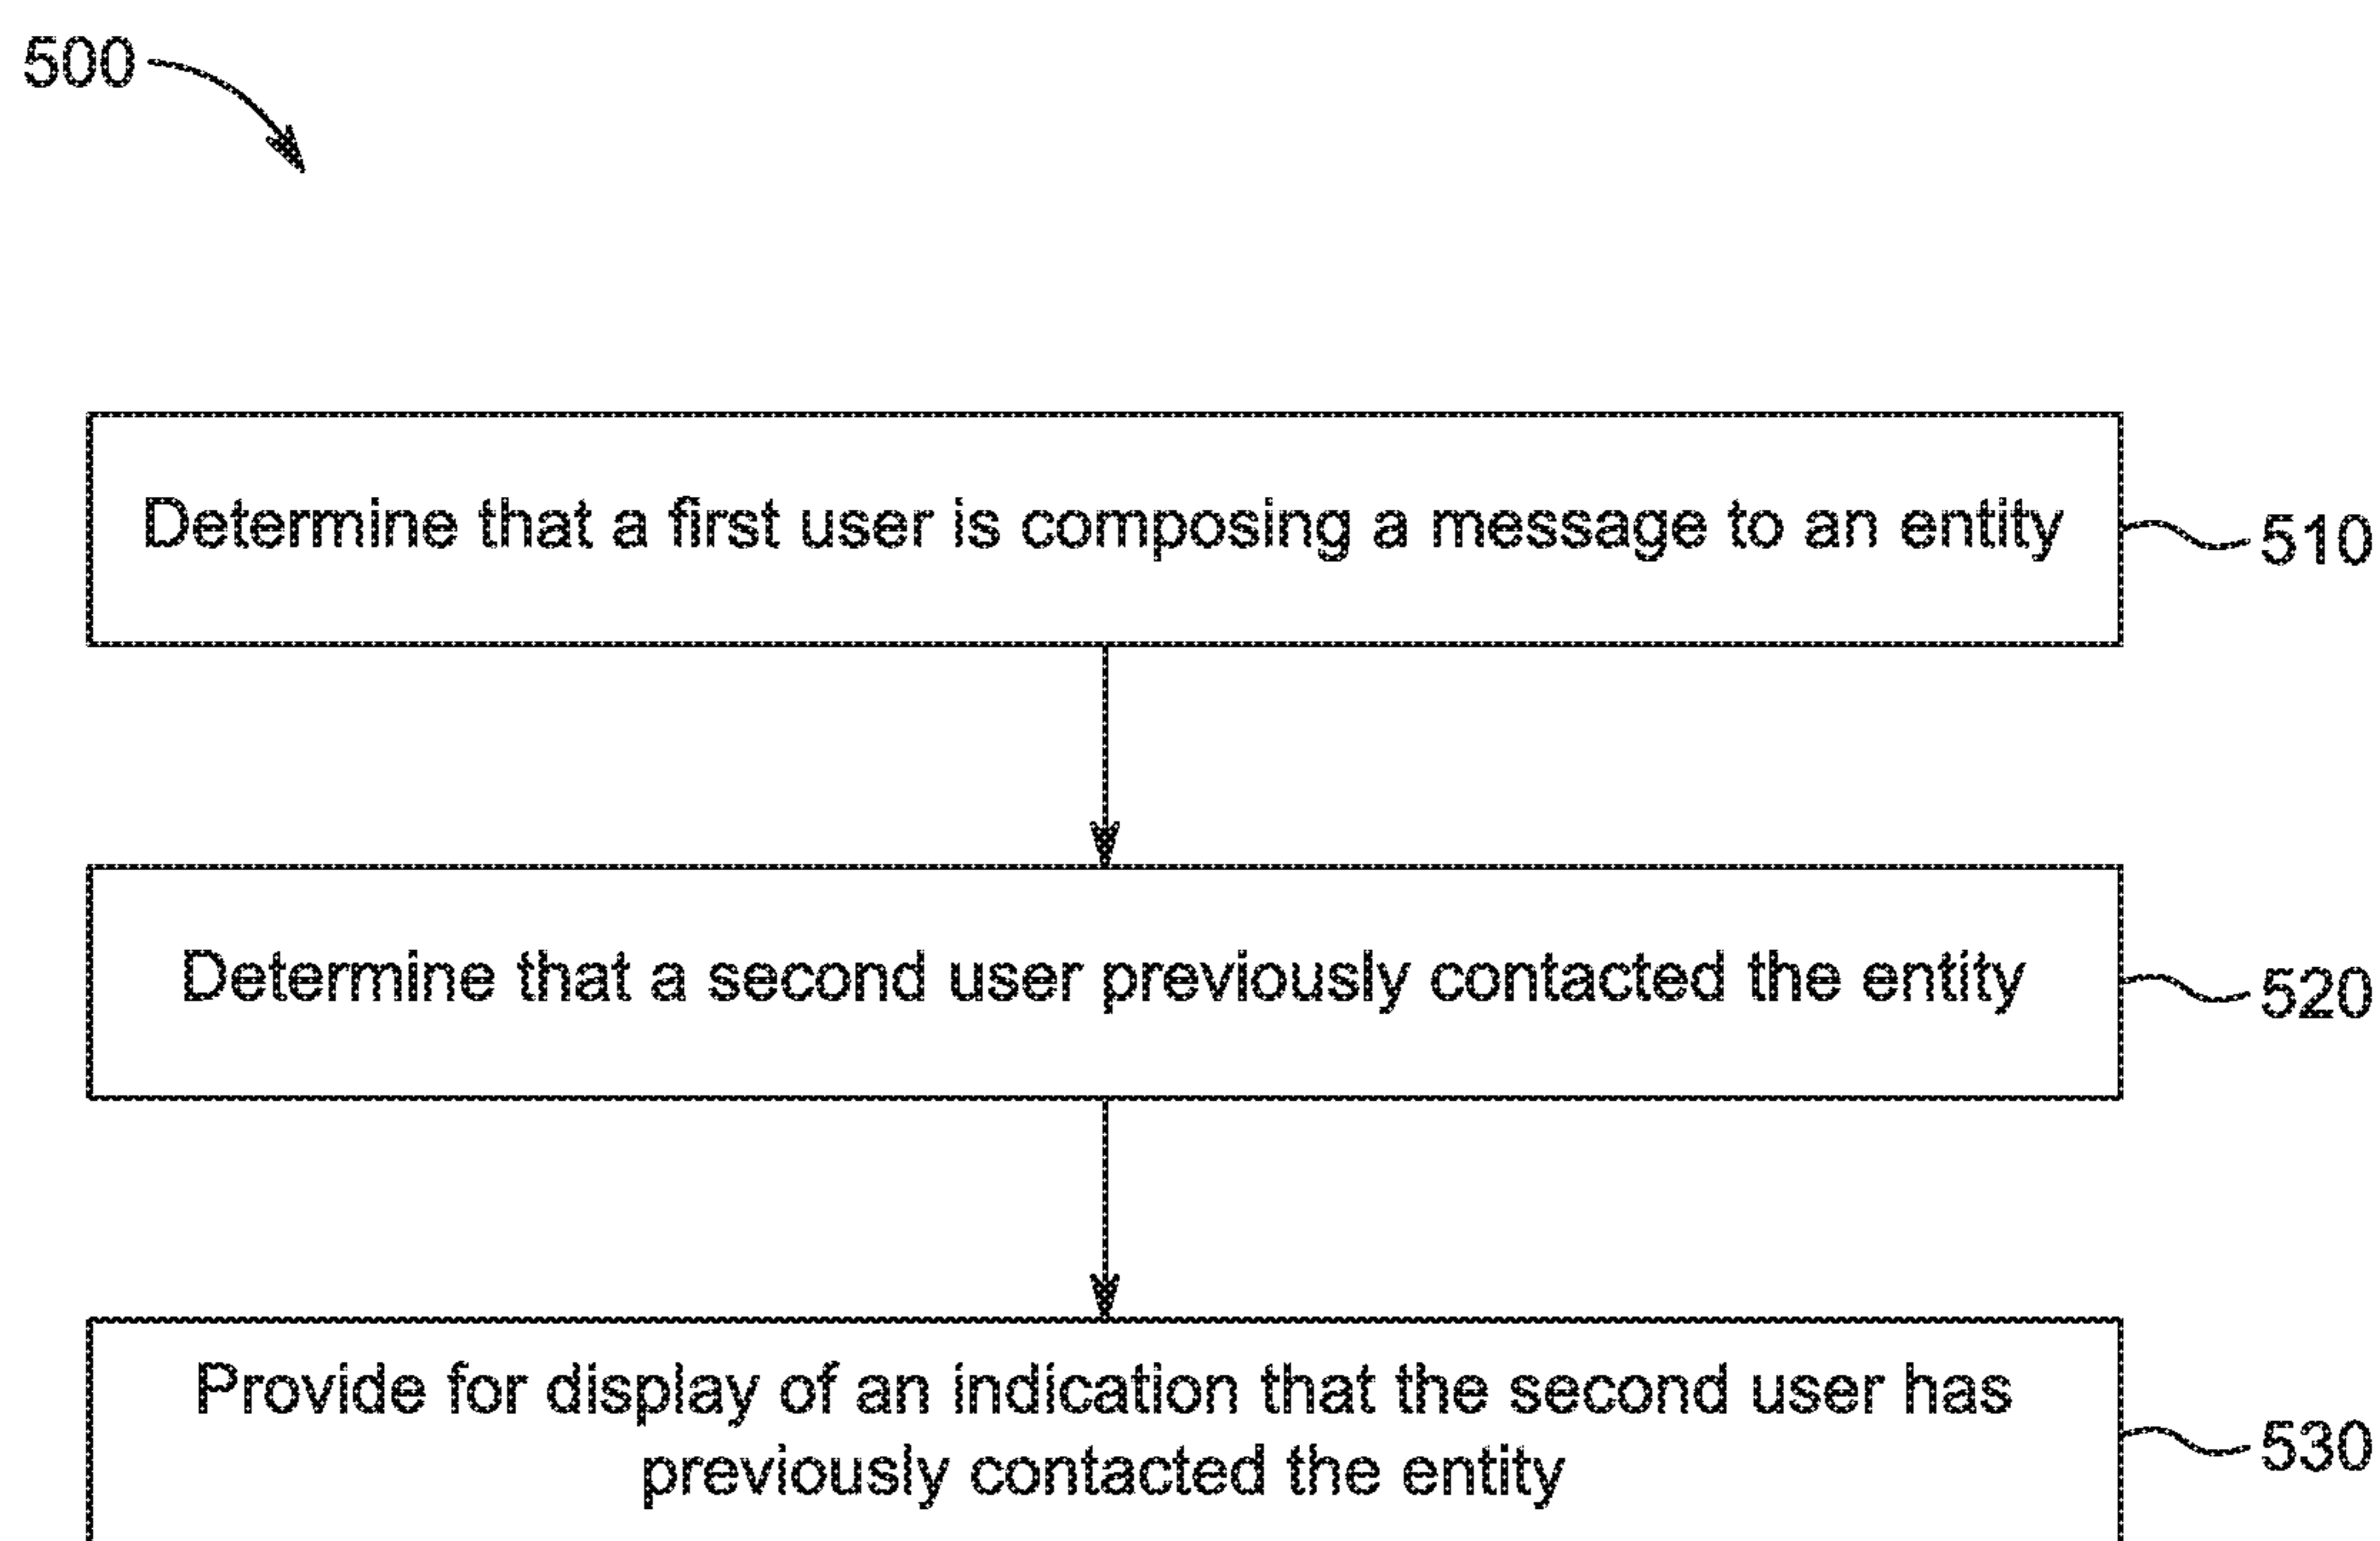 500
Determine that a first user is composing a message to an entity
510
Determine that a second user previously contacted the entity
520
Provide for display of an indication that the second user has
previously contacted the entity
530